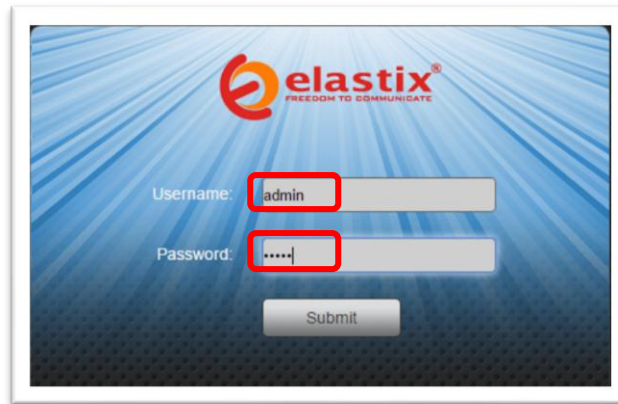 elastix®
FREEDOM TO COMMUNICATE
Username: admin
Password: •••••
Submit